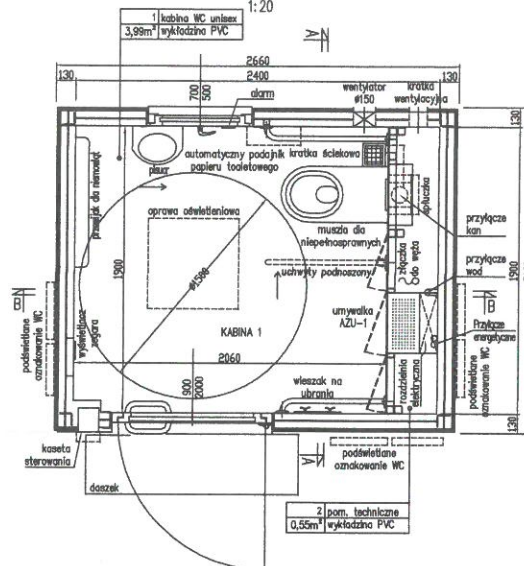 1:20
1 kabina WC unisex
3,99m² wykładzina PVC
A
2660
130 2400 130
700
500
alarm
wentylator
ø150
kratka
wentylacyjna
pisuar
automatyczny podajnik
papieru toaletowego
kratka ściekowa
spłuczka
przewijak do niemowląt
oprawa oświetleniowa
muszla dla
niepełnosprawnych
przyłącze
kan
złączka
do węża
przyłącze
wod
1900
ø1500
uchwyty podnoszony
1900
B
B
podświetlane
oznakowanie WC
wyświetlacz
zegara
KABINA 1
umywalka
AZU-1
Przyłącze
energetyczne
2060
900
2000
wieszak na
ubrania
rozdzielnia
elektryczna
podświetlane
oznakowanie WC
130
kaseta
sterowania
daszek
A
podświetlane
oznakowanie WC
2 pom. techniczne
0,55m² wykładzina PVC